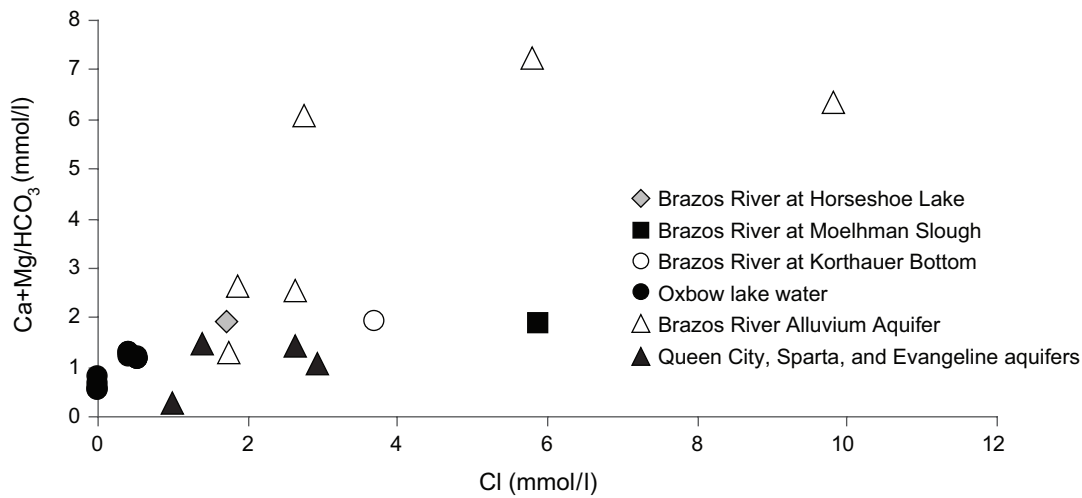 8
7
6
5
4
3
2
1
0
Ca+Mg/HCO₃ (mmol/l)
Brazos River at Horseshoe Lake
Brazos River at Moelhman Slough
Brazos River at Korthauer Bottom
Oxbow lake water
Brazos River Alluvium Aquifer
Queen City, Sparta, and Evangeline aquifers
0 2 4 6 8 10 12
Cl (mmol/l)